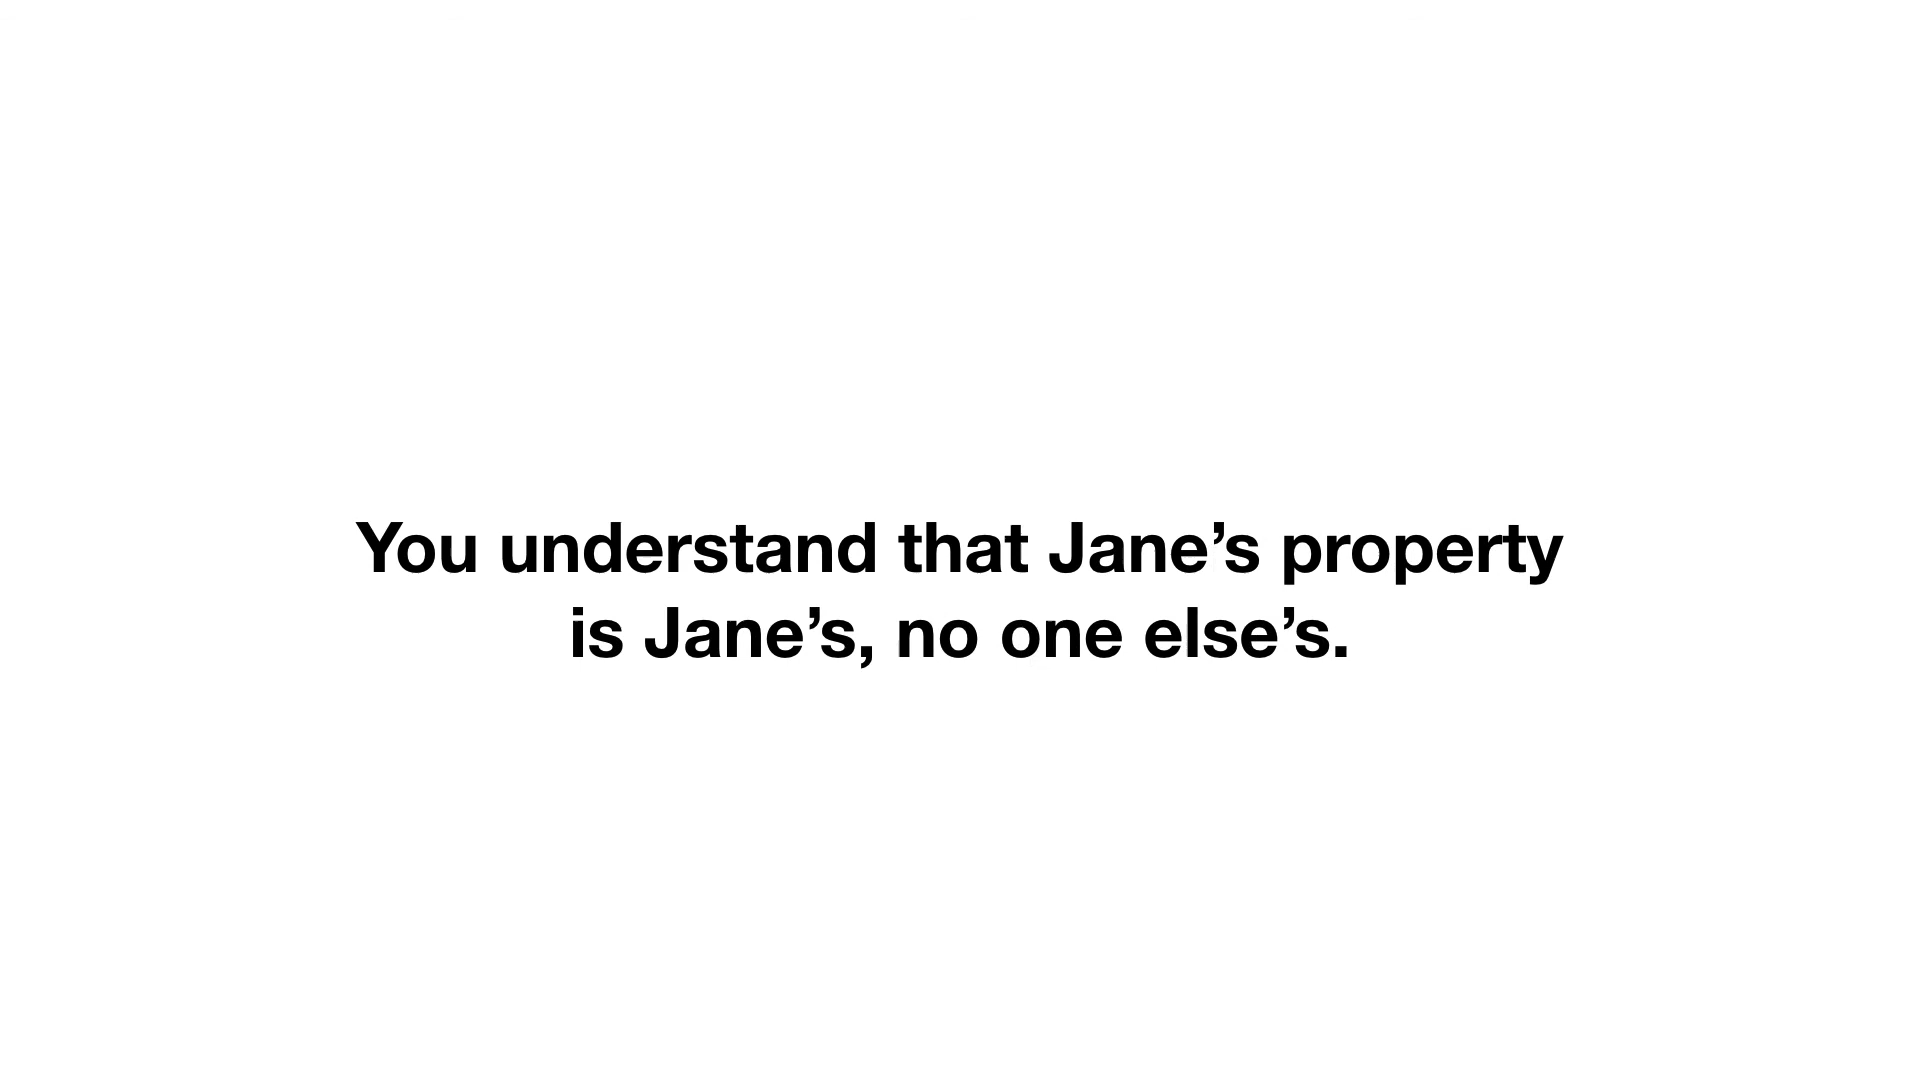 You understand that Jane’s property
is Jane’s, no one else’s.